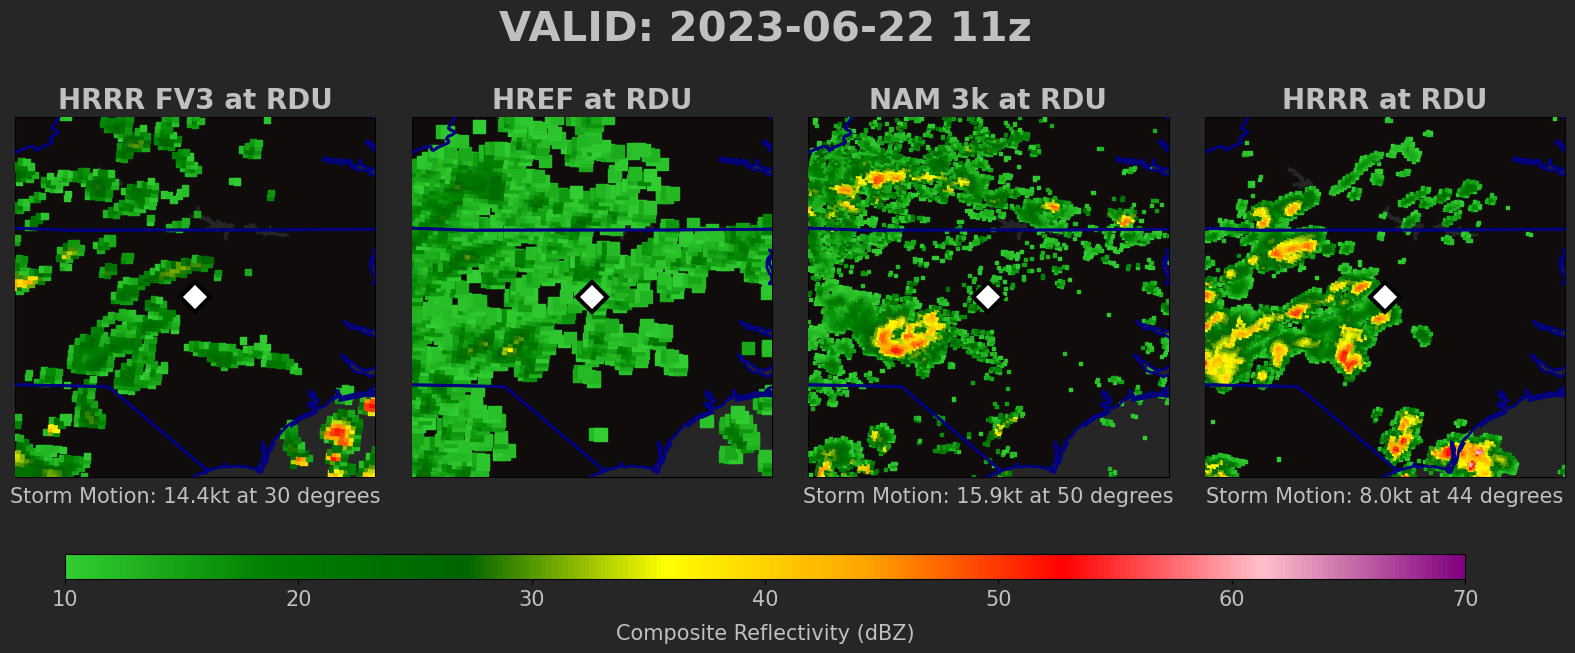 VALID: 2023-06-22 11z
HRRR FV3 at RDU
HREF at RDU
NAM 3k at RDU
HRRR at RDU
Storm Motion: 14.4kt at 30 degrees
Storm Motion: 15.9kt at 50 degrees
Storm Motion: 8.0kt at 44 degrees
10 20 30 40 50 60 70
Composite Reflectivity (dBZ)